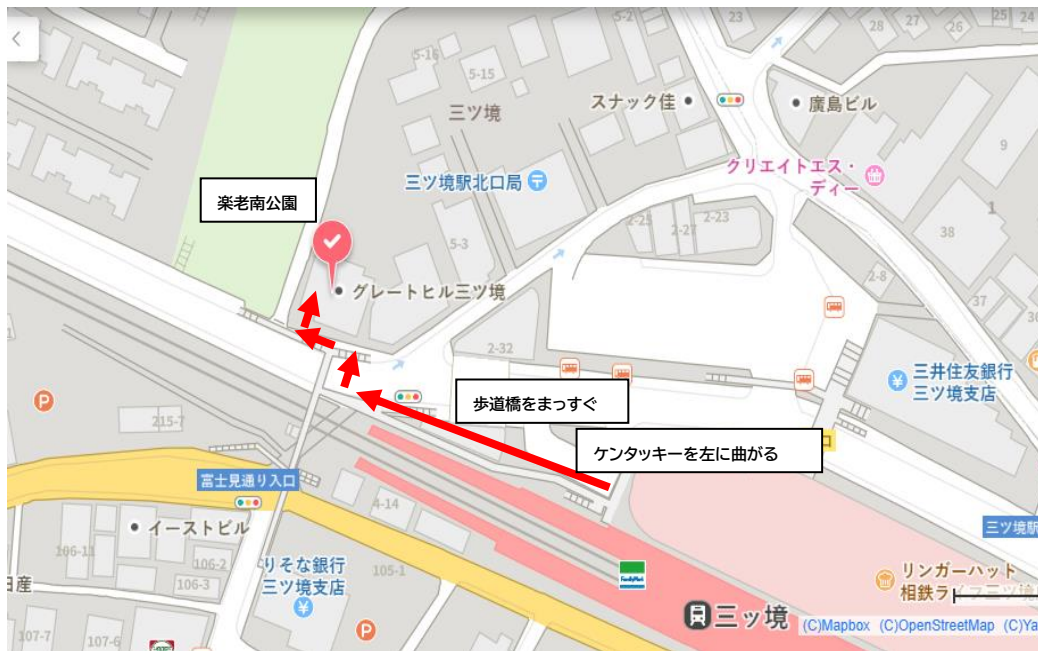 5-2
23
28
27
26
25
24
5-16
5-15
三ツ境
スナック佳
廣島ビル
9
クリエイトエス・
ディー
三ツ境駅北口局
楽老南公園
1
2-25
2-27
2-23
38
5-3
2-8
グレートヒル三ツ境
37
2-32
三井住友銀行
三ツ境支店
歩道橋をまっすぐ
215-7
ケンタッキーを左に曲がる
口
富士見通り入口
4-14
イーストビル
三ツ境駅
106-11
106-2
りそな銀行
三ツ境支店
105-1
106-3
FamilyMart
リンガーハット
相鉄ラ
三ッ境
107-7
107-6
(C)Mapbox (C)OpenStreetMap (C)Ya